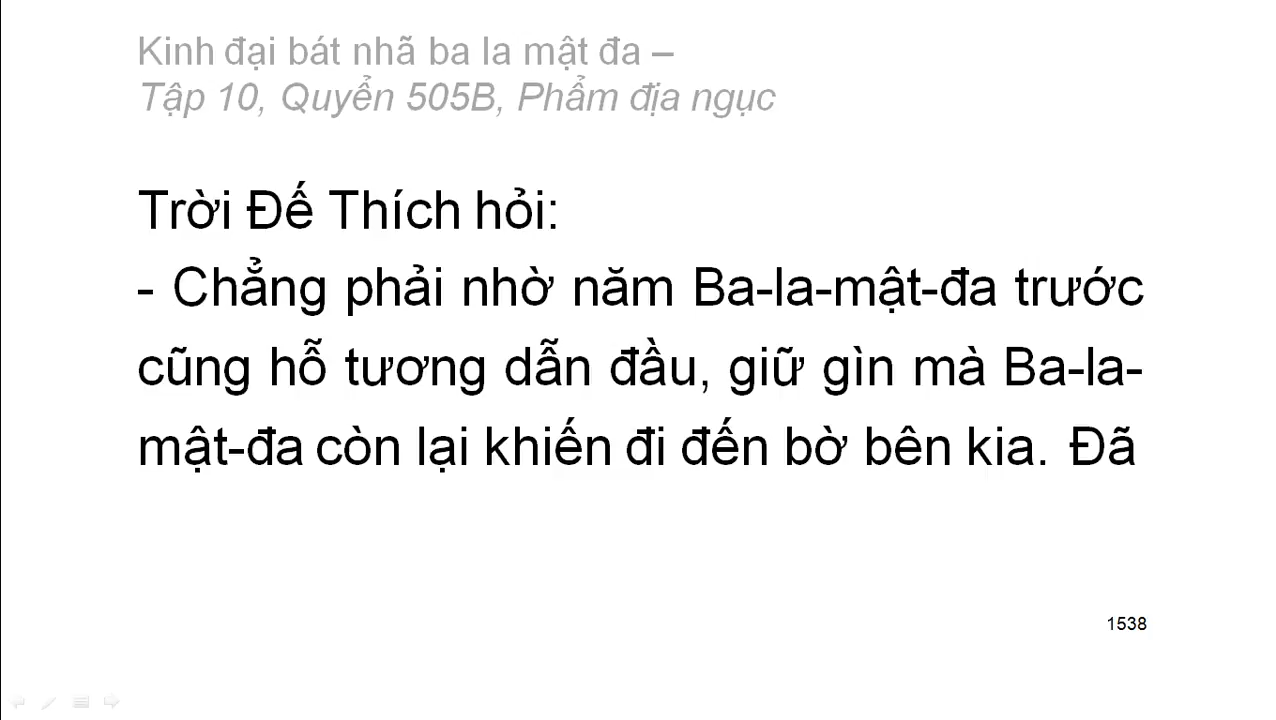 Kinh đại bát nhã ba la mật đa –
Tập 10, Quyển 505B, Phẩm địa ngục
Trời Đế Thích hỏi:
- Chẳng phải nhờ năm Ba-la-mật-đa trước
cũng hỗ tương dẫn đầu, giữ gìn mà Ba-la-
mật-đa còn lại khiến đi đến bờ bên kia. Đã
1538